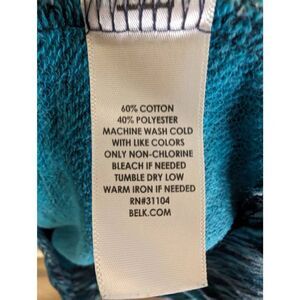 60% COTTON
40% POLYESTER
MACHINE WASH COLD
WITH LIKE COLORS
ONLY NON-CHLORINE
BLEACH IF NEEDED
TUMBLE DRY LOW
WARM IRON IF NEEDED
RN#31104
BELK.COM